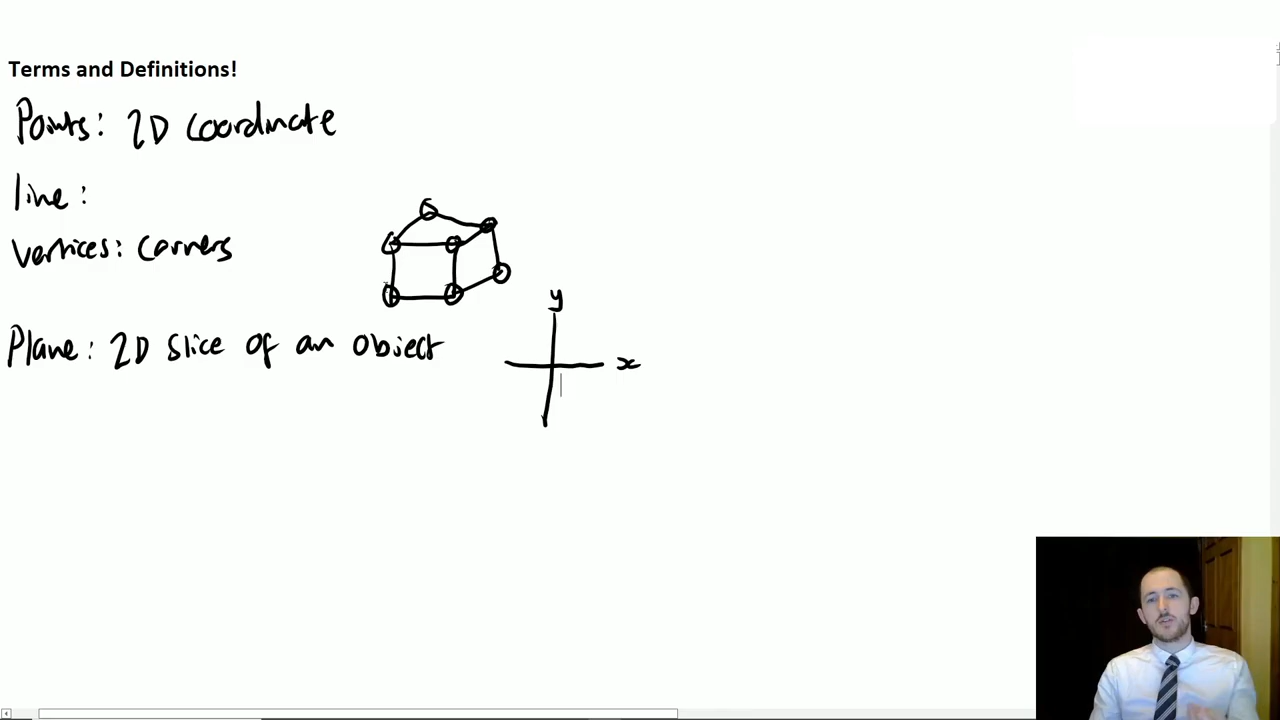 Terms and Definitions!
Points: 2D coordinate
line:
vertices: corners
y
Plane: 2D slice of an object
x